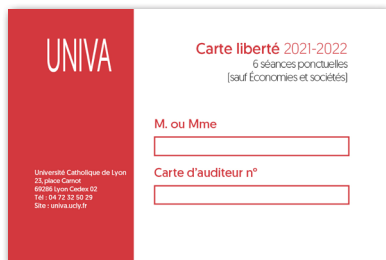 UNIVA
Université Catholique de Lyon
23, place Carnot
69286 Lyon Cedex 02
Tél : 04 72 32 50 29
Site : univa.ucly.fr
Carte liberté 2021-2022
6 séances ponctuelles
(sauf Économies et sociétés)
M. ou Mme
Carte d'auditeur n°